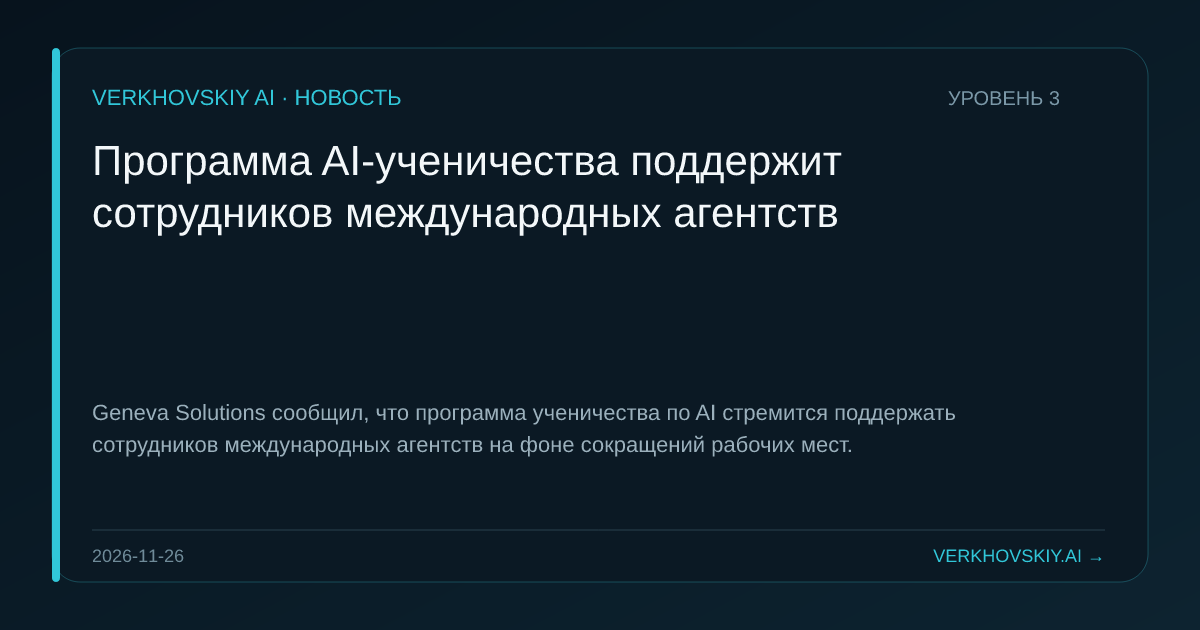 VERKHOVSKIY AI · НОВОСТЬ
УРОВЕНЬ 3
Программа AI-ученичества поддержит
сотрудников международных агентств
Geneva Solutions сообщил, что программа ученичества по AI стремится поддержать
сотрудников международных агентств на фоне сокращений рабочих мест.
2026-11-26
VERKHOVSKIY.AI →